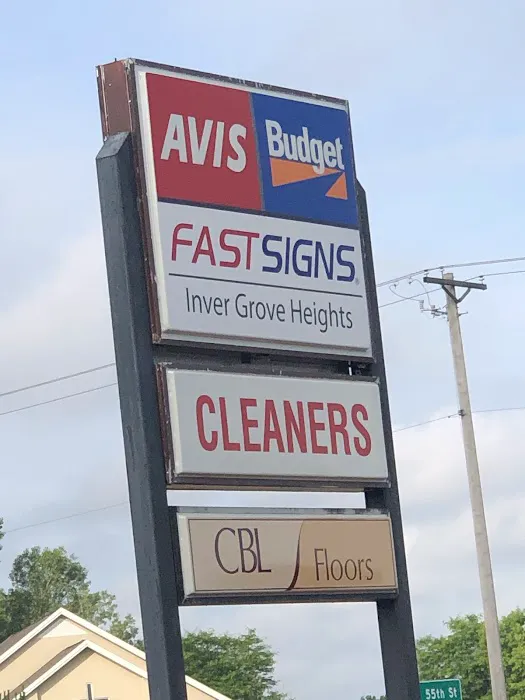 AVIS
Budget
FASTSIGNS®
Inver Grove Heights
CLEANERS
CBL Floors
55th St